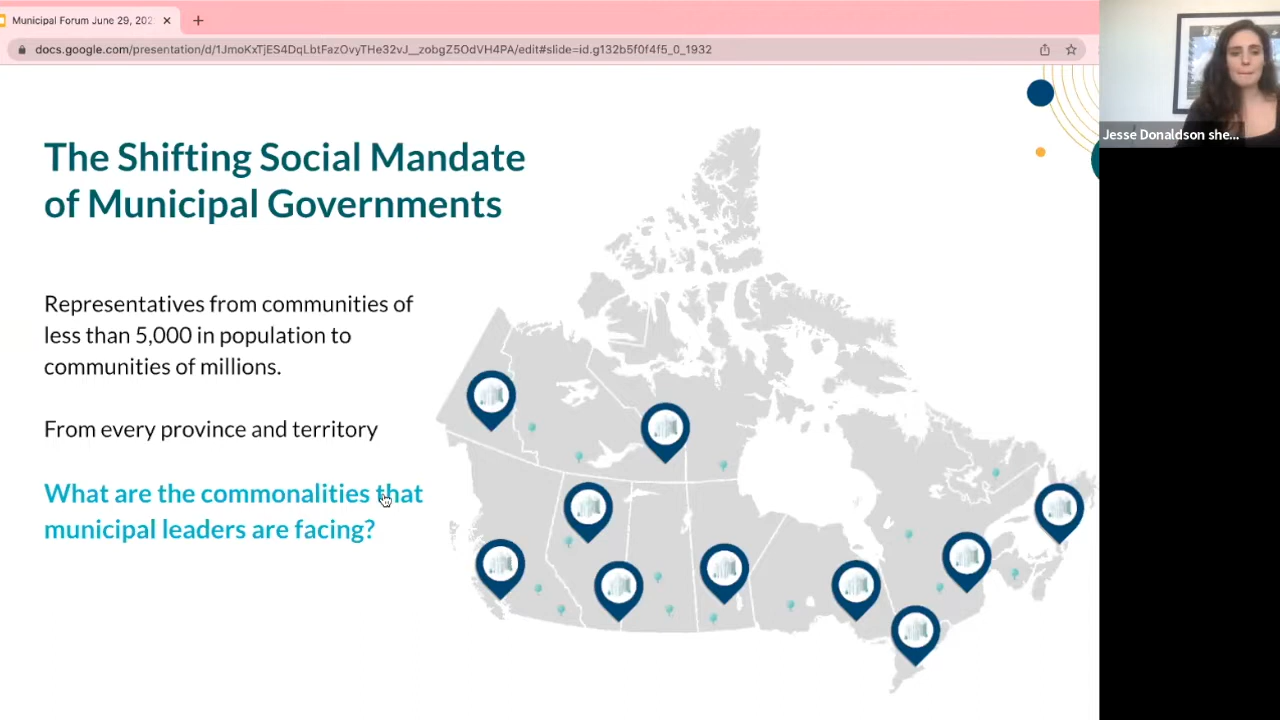 Municipal Forum June 29, 202
docs.google.com/presentation/d/1JmoKxTjES4DqLbtFazOvyTHe32vJ__zobgZ5OdVH4PA/edit#slide=id.g132b5f0f4f5_0_1932
Jesse Donaldson she...
The Shifting Social Mandate
of Municipal Governments
Representatives from communities of
less than 5,000 in population to
communities of millions.
From every province and territory
What are the commonalities that
municipal leaders are facing?